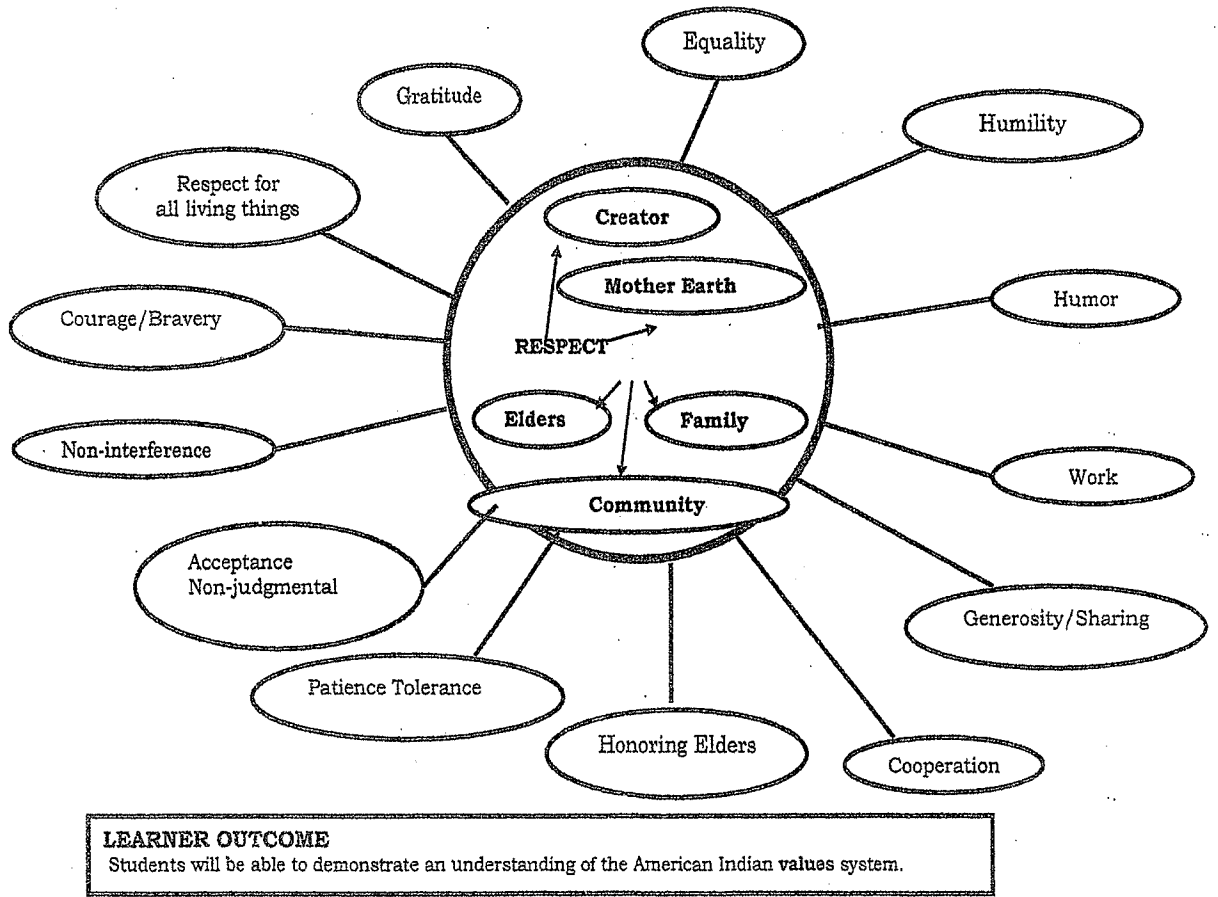 Equality
Gratitude
Humility
Respect for
all living things
Creator
Mother Earth
Humor
Courage/Bravery
RESPECT
Elders
Family
Non-interference
Work
Community
Acceptance
Non-judgmental
Generosity/Sharing
Patience Tolerance
Honoring Elders
Cooperation
LEARNER OUTCOME
Students will be able to demonstrate an understanding of the American Indian values system.